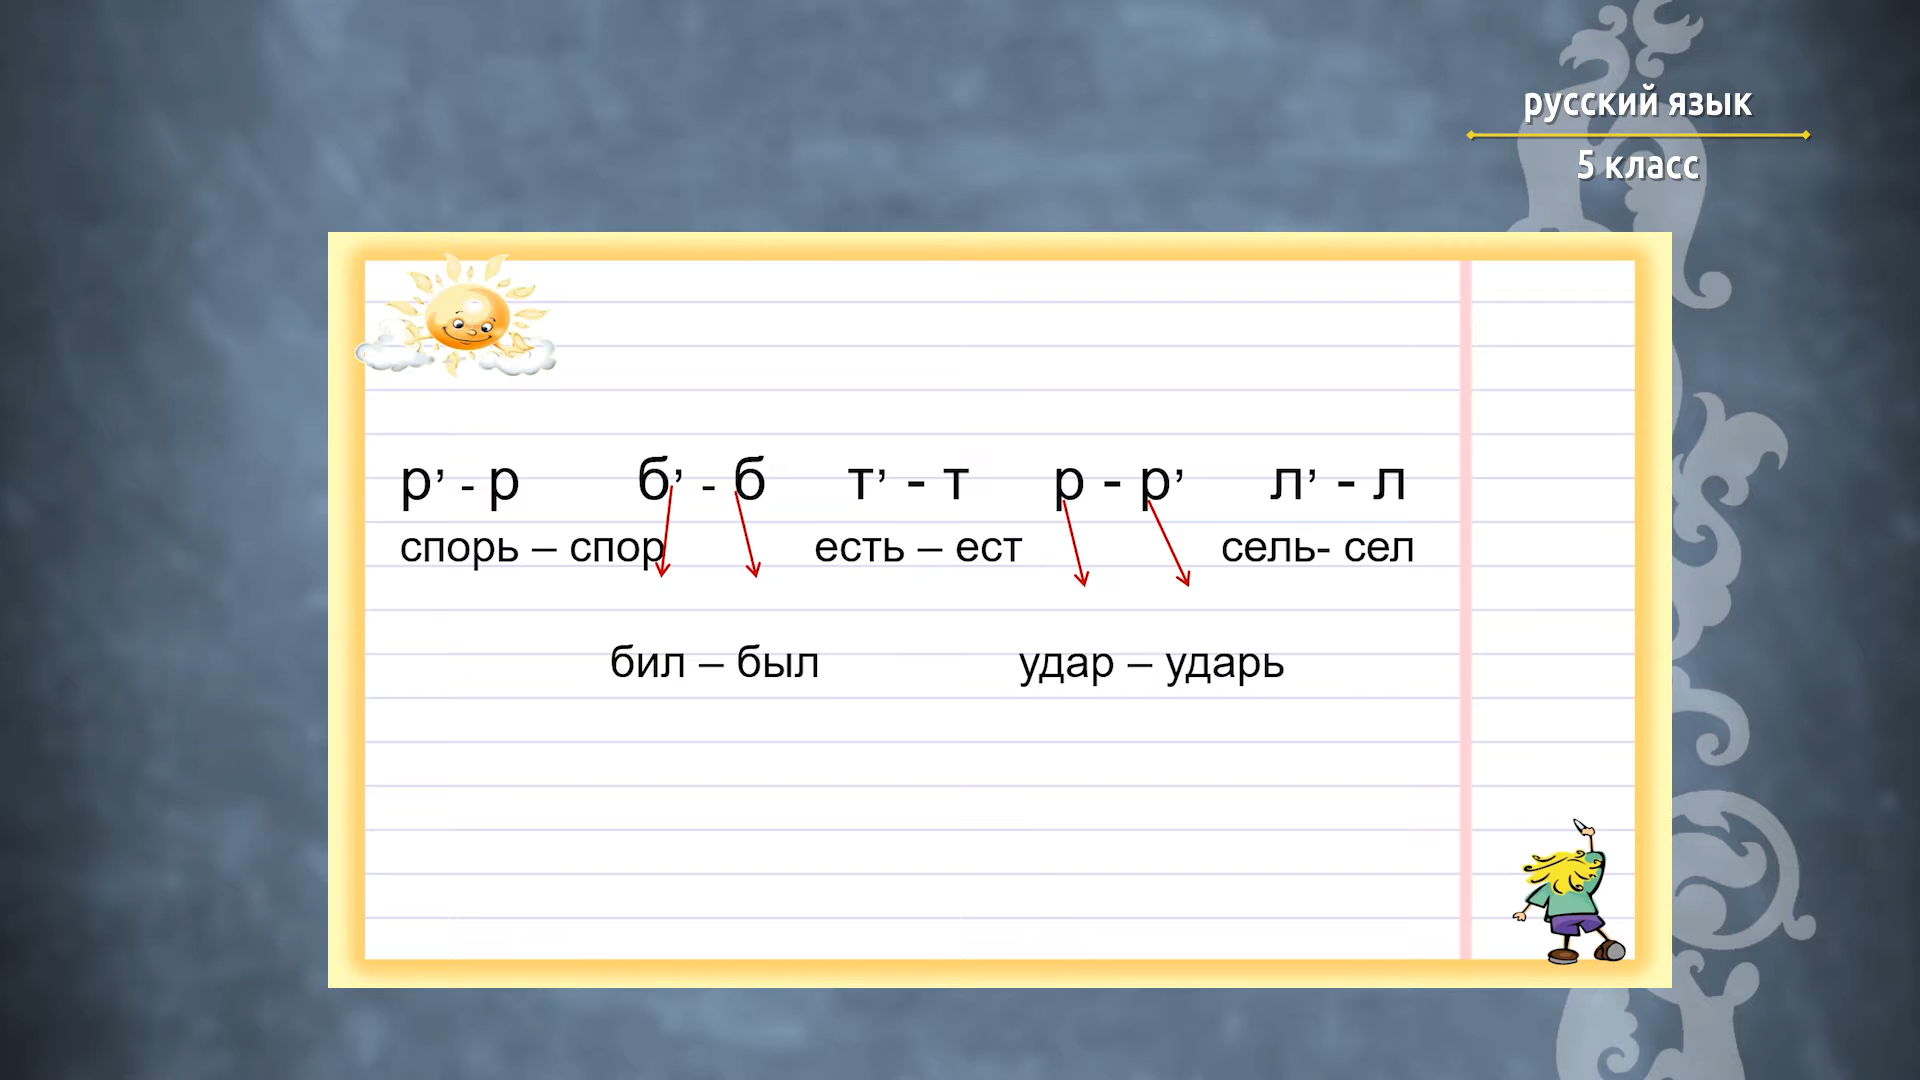 русский язык
5 класс
р’ - р б’ - б т’ - т р - р’ л’ - л
спорь – спор есть – ест сель- сел
бил – был удар – ударь